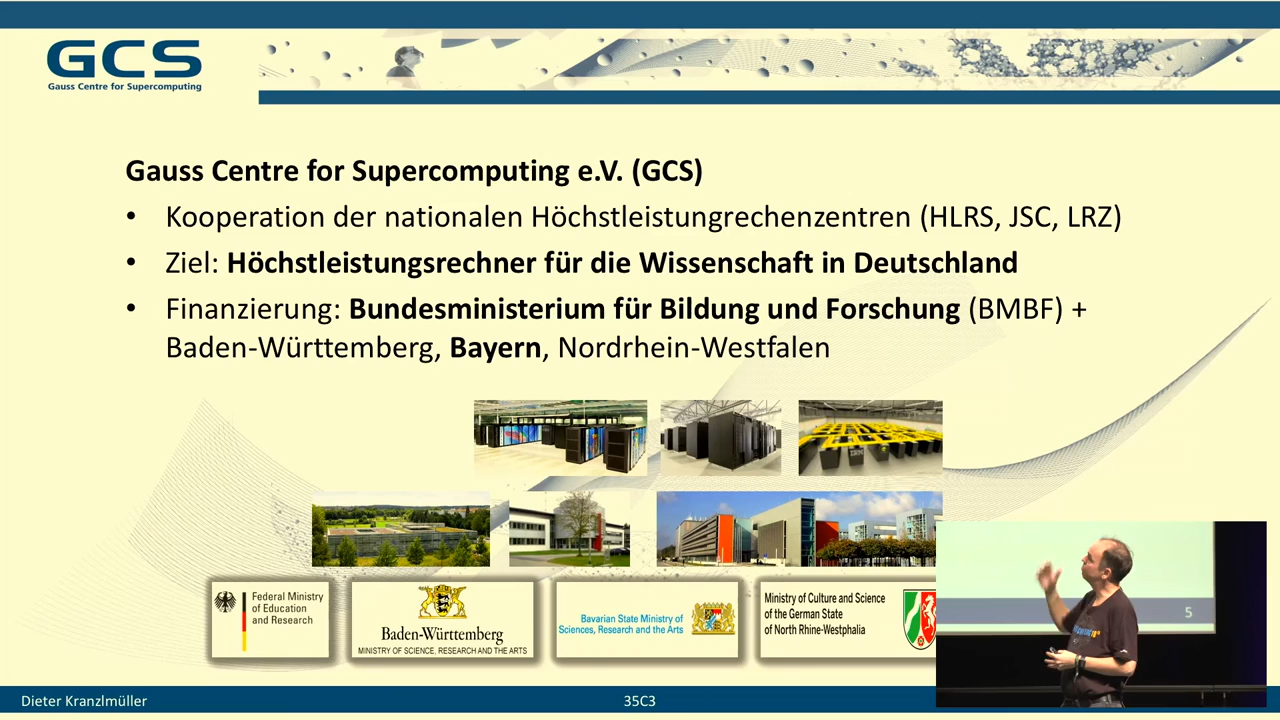 GCS
Gauss Centre for Supercomputing
Gauss Centre for Supercomputing e.V. (GCS)
• Kooperation der nationalen Höchstleistungrechenzentren (HLRS, JSC, LRZ)
• Ziel: Höchstleistungsrechner für die Wissenschaft in Deutschland
• Finanzierung: Bundesministerium für Bildung und Forschung (BMBF) +
Baden-Württemberg, Bayern, Nordrhein-Westfalen
IBM
Federal Ministry
of Education
and Research
Baden-Württemberg
MINISTRY OF SCIENCE, RESEARCH AND THE ARTS
Bavarian State Ministry of
Sciences, Research and the Arts
Ministry of Culture and Science
of the German State
of North Rhine-Westphalia
5
Dieter Kranzlmüller
35C3